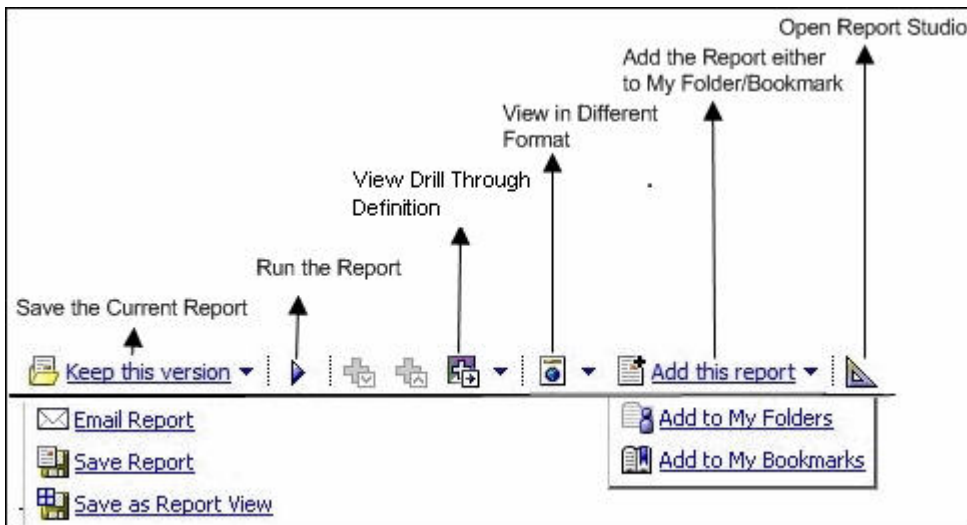 Open Report Studio
Add the Report either
to My Folder/Bookmark
View in Different
Format
View Drill Through
Definition
Run the Report
Save the Current Report
Keep this version
Add this report
Email Report
Save Report
Save as Report View
Add to My Folders
Add to My Bookmarks